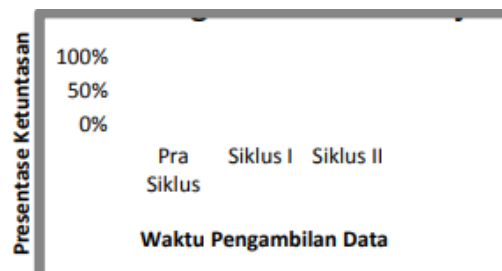 Presentase Ketuntasan
100%
50%
0%
Pra Siklus I Siklus II
Siklus
Waktu Pengambilan Data